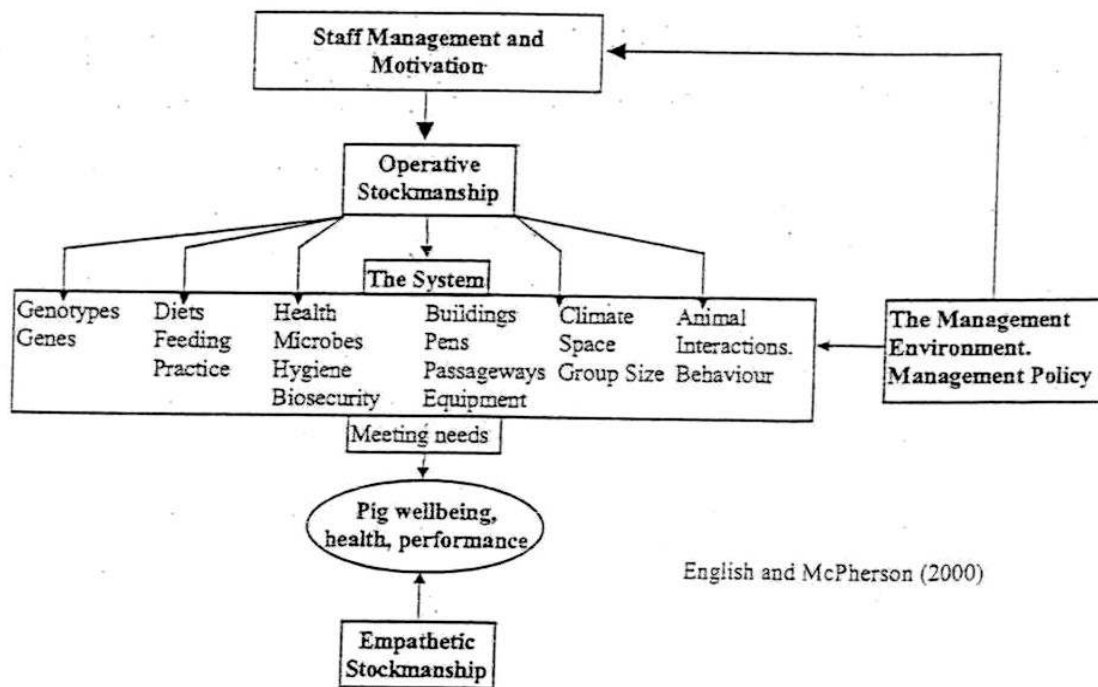 Staff Management and
Motivation
Operative
Stockmanship
The System
Genotypes
Genes
Diets
Feeding
Practice
Health
Microbes
Hygiene
Biosecurity
Buildings
Pens
Passageways
Equipment
Climate
Space
Group Size
Animal
Interactions.
Behaviour
The Management
Environment.
Management Policy
Meeting needs
Pig wellbeing,
health, performance
English and McPherson (2000)
Empathetic
Stockmanship